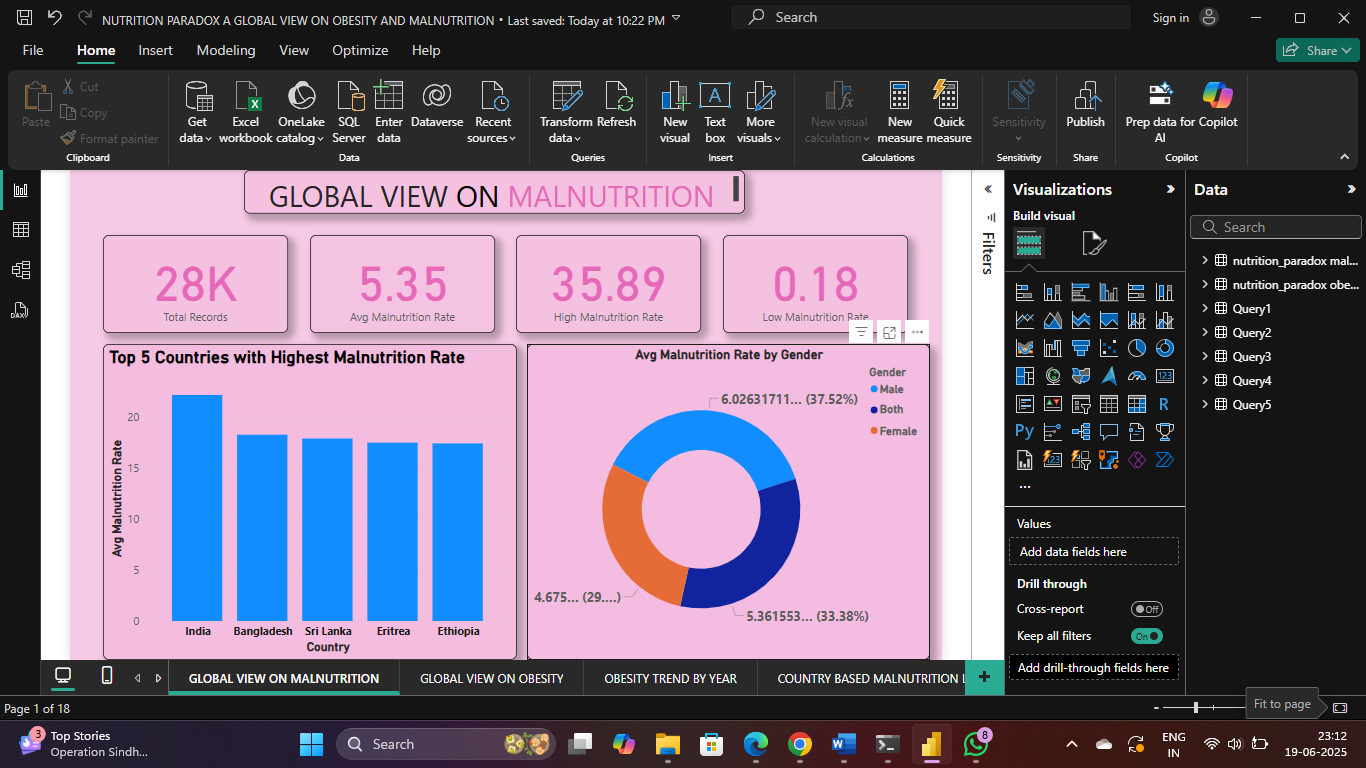 NUTRITION PARADOX A GLOBAL VIEW ON OBESITY AND MALNUTRITION • Last saved: Today at 10:22 PM
Search
Sign in
File Home Insert Modeling View Optimize Help
Share
Paste
Cut
Copy
Format painter
Clipboard
Get data
Excel workbook
OneLake catalog
SQL Server
Enter data
Dataverse
Recent sources
Data
Transform data
Refresh
Queries
New visual
Text box
More visuals
Insert
New visual calculation
New measure
Quick measure
Calculations
Sensitivity
Sensitivity
Publish
Share
Prep data for AI
Copilot
Copilot
GLOBAL VIEW ON MALNUTRITION
28K
Total Records
5.35
Avg Malnutrition Rate
35.89
High Malnutrition Rate
0.18
Low Malnutrition Rate
Top 5 Countries with Highest Malnutrition Rate
Avg Malnutrition Rate
20
15
10
5
0
India Bangladesh Sri Lanka Eritrea Ethiopia
Country
Avg Malnutrition Rate by Gender
Gender
Male
Both
Female
6.02631711... (37.52%)
4.675... (29....)
5.361553... (33.38%)
Filters
Visualizations
Build visual
R
Py
123
123
...
Values
Add data fields here
Drill through
Cross-report
Off
Keep all filters
On
Add drill-through fields here
Data
Search
nutrition_paradox mal...
nutrition_paradox obe...
Query1
Query2
Query3
Query4
Query5
GLOBAL VIEW ON MALNUTRITION
GLOBAL VIEW ON OBESITY
OBESITY TREND BY YEAR
COUNTRY BASED MALNUTRITION
+
Page 1 of 18
- 
Fit to page
3
Top Stories
Operation Sindh...
Search
8
ENG
IN
23:12
19-06-2025